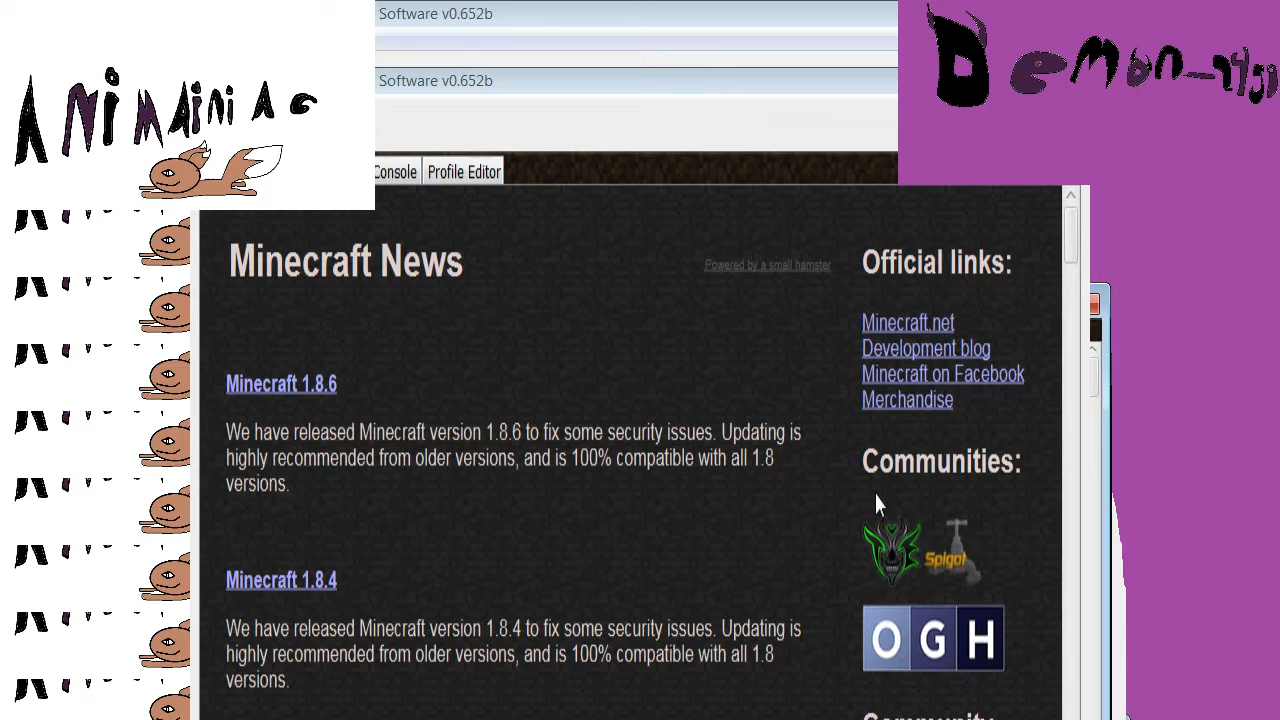 Software v0.652b
Software v0.652b
ANiMAiniAc
Demon_
Console
Profile Editor
Minecraft News
Powered by a small hamster
Official links:
Minecraft.net
Development blog
Minecraft on Facebook
Merchandise
Minecraft 1.8.6
We have released Minecraft version 1.8.6 to fix some security issues. Updating is
highly recommended from older versions, and is 100% compatible with all 1.8
versions.
Communities:
Spigot
OGH
Minecraft 1.8.4
We have released Minecraft version 1.8.4 to fix some security issues. Updating is
highly recommended from older versions, and is 100% compatible with all 1.8
versions.